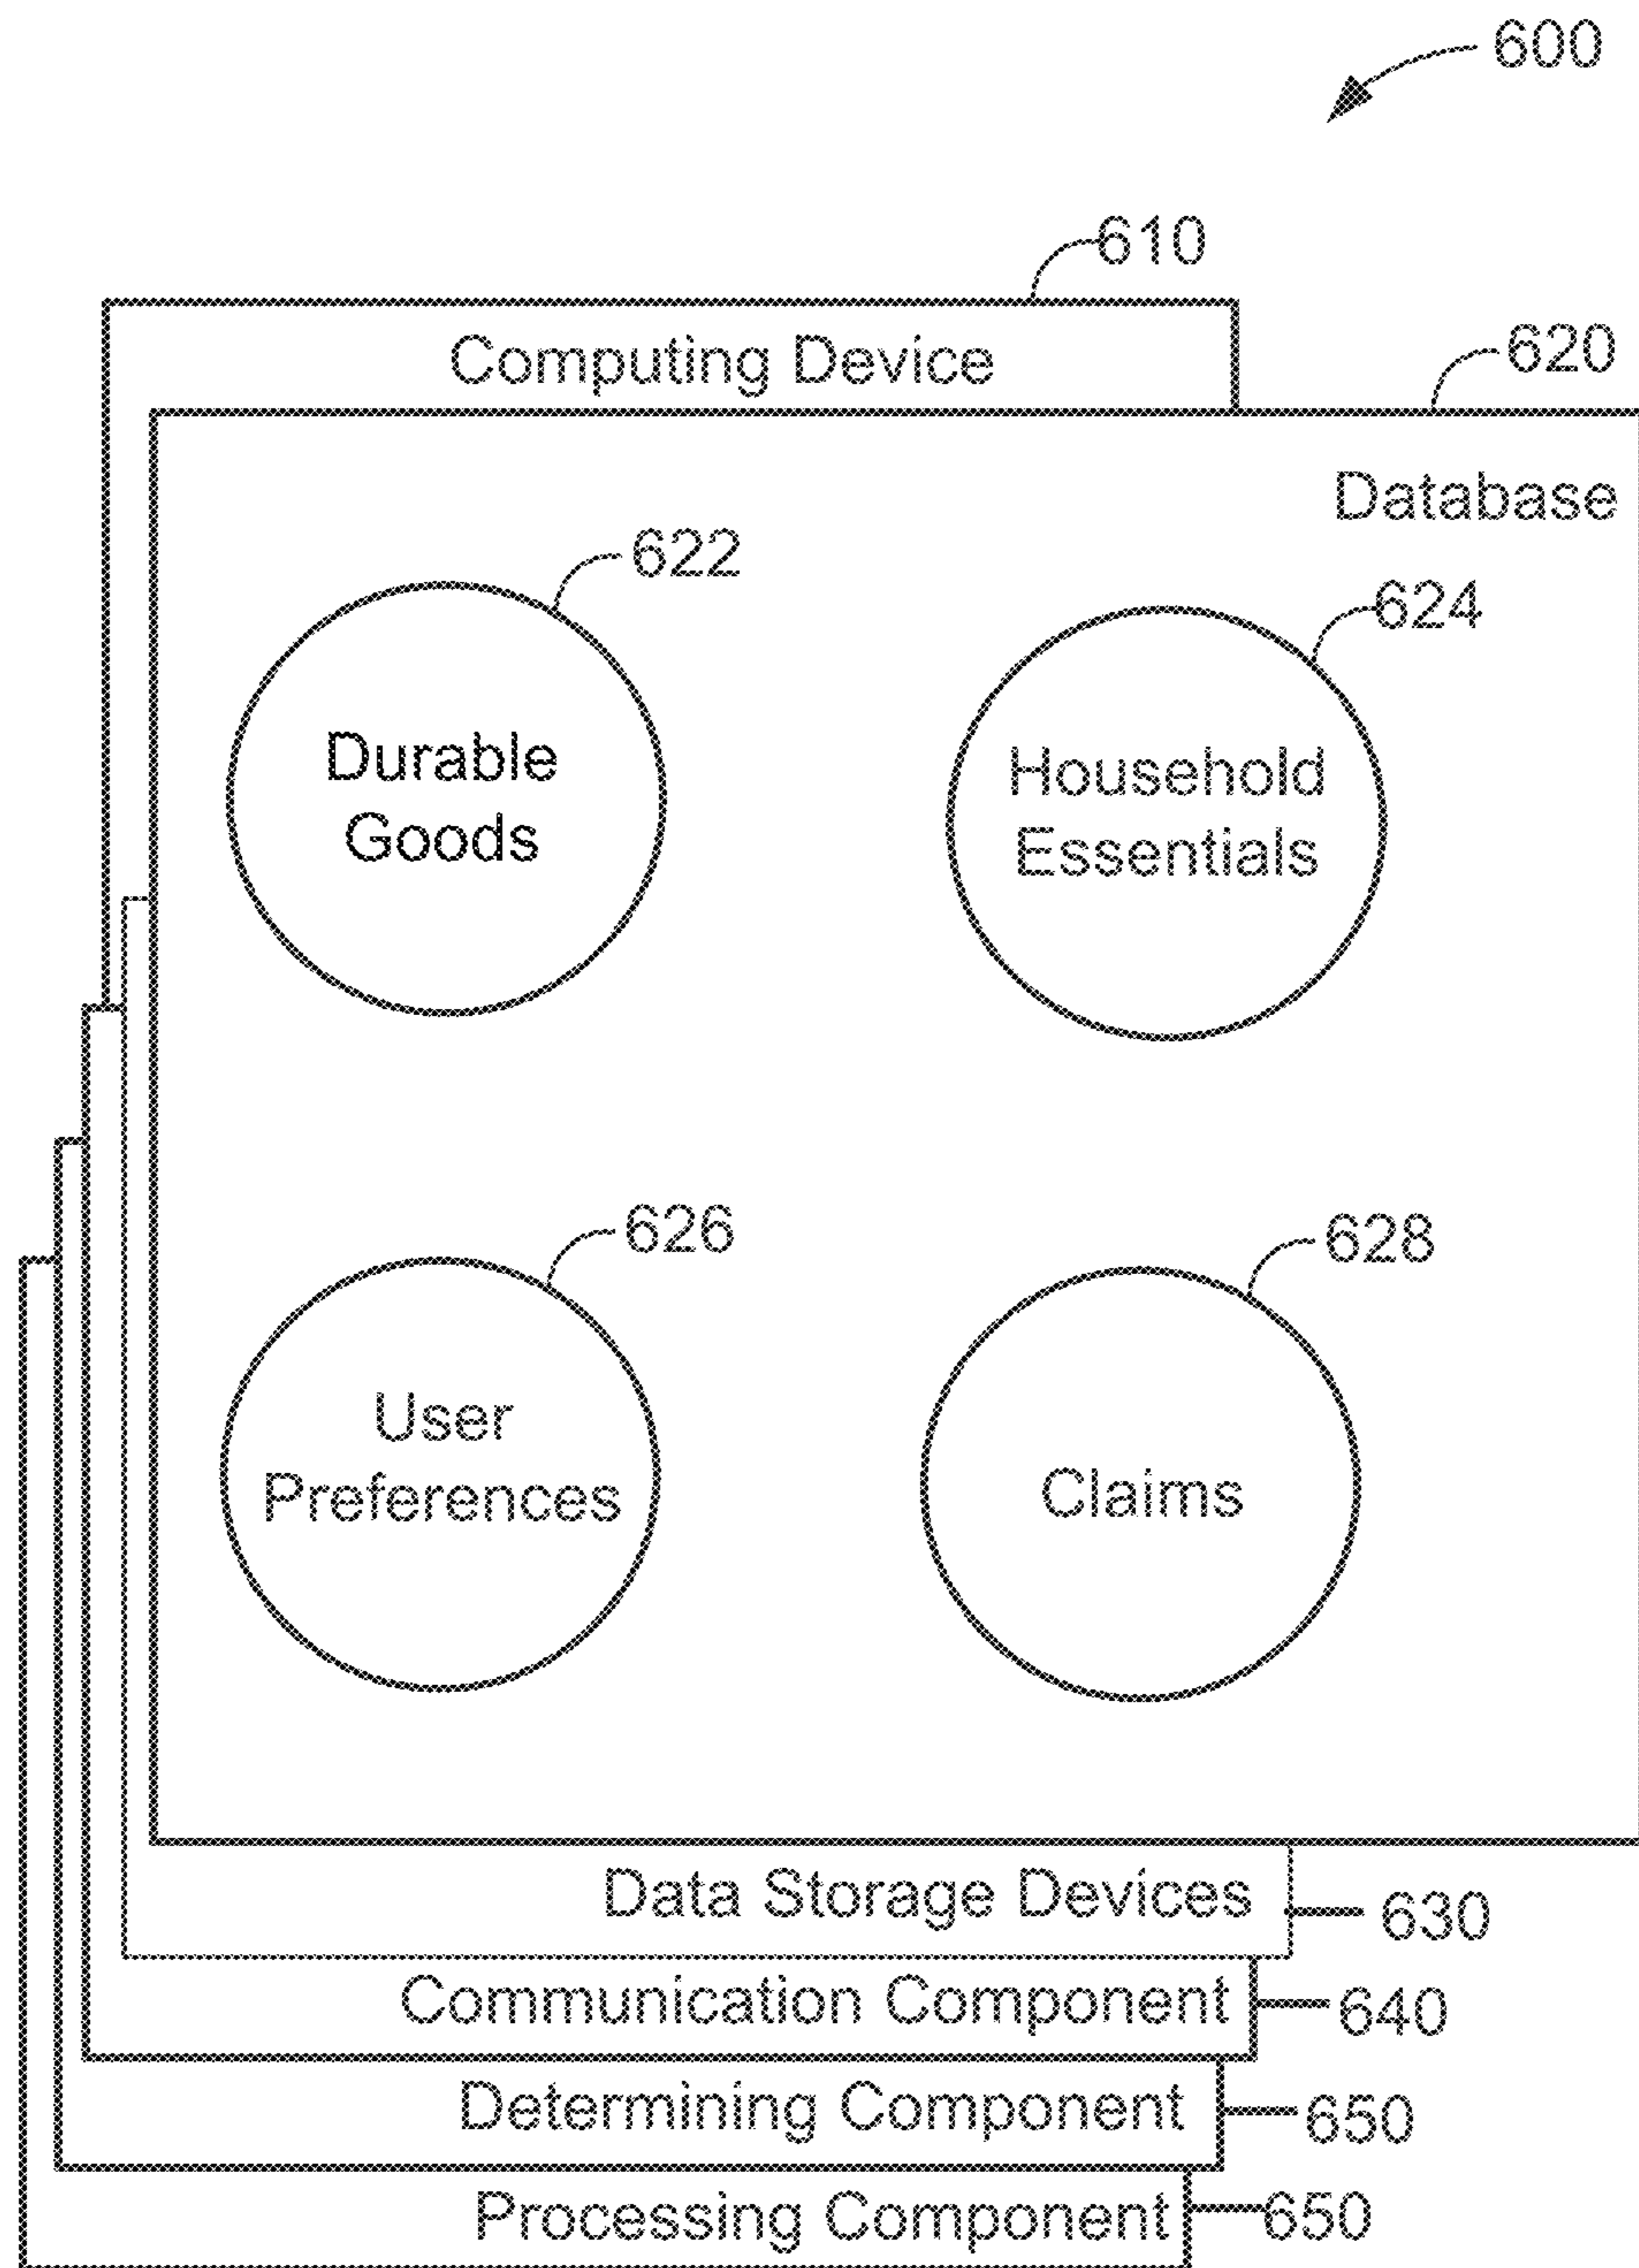 600
610
Computing Device
620
Database
622
624
Durable
Goods
Household
Essentials
626
628
User
Preferences
Claims
Data Storage Devices
630
Communication Component
640
Determining Component
650
Processing Component
650